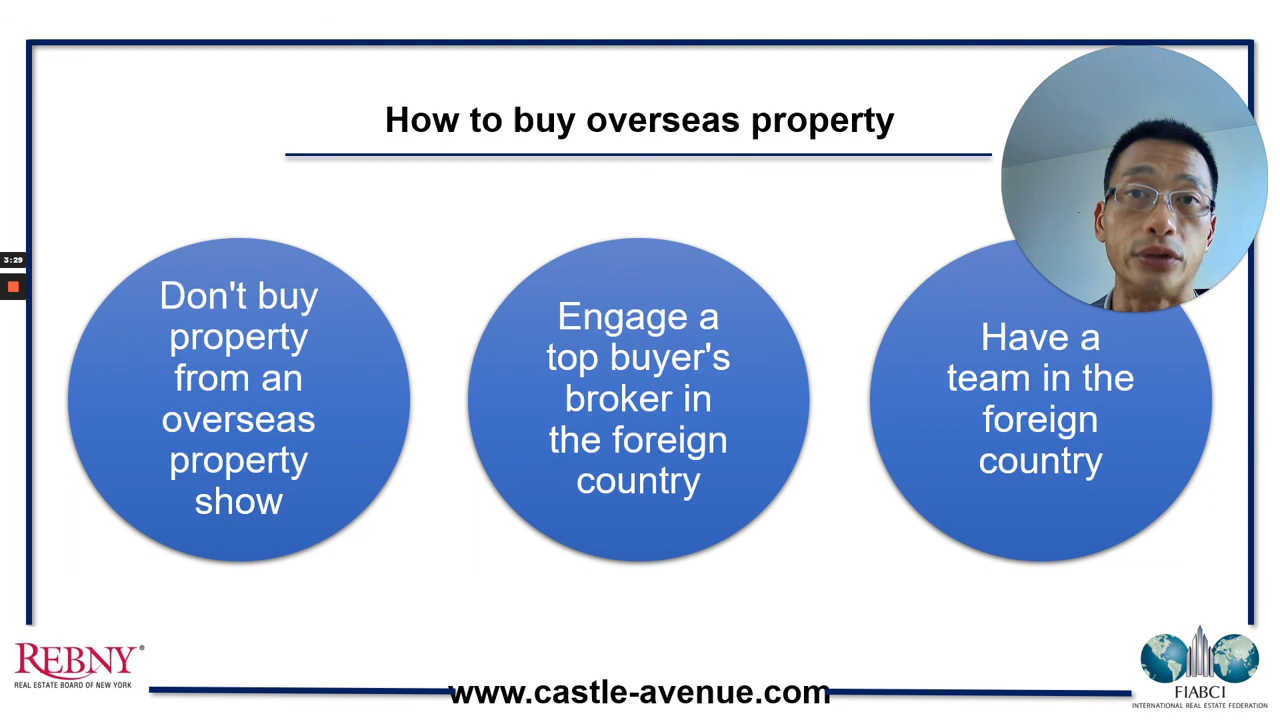 How to buy overseas property
3:29
Don't buy
property
from an
overseas
property
show
Engage a
top buyer's
broker in
the foreign
country
Have a
team in the
foreign
country
REBNY®
REAL ESTATE BOARD OF NEW YORK
www.castle-avenue.com
FIABCI
INTERNATIONAL REAL ESTATE FEDERATION